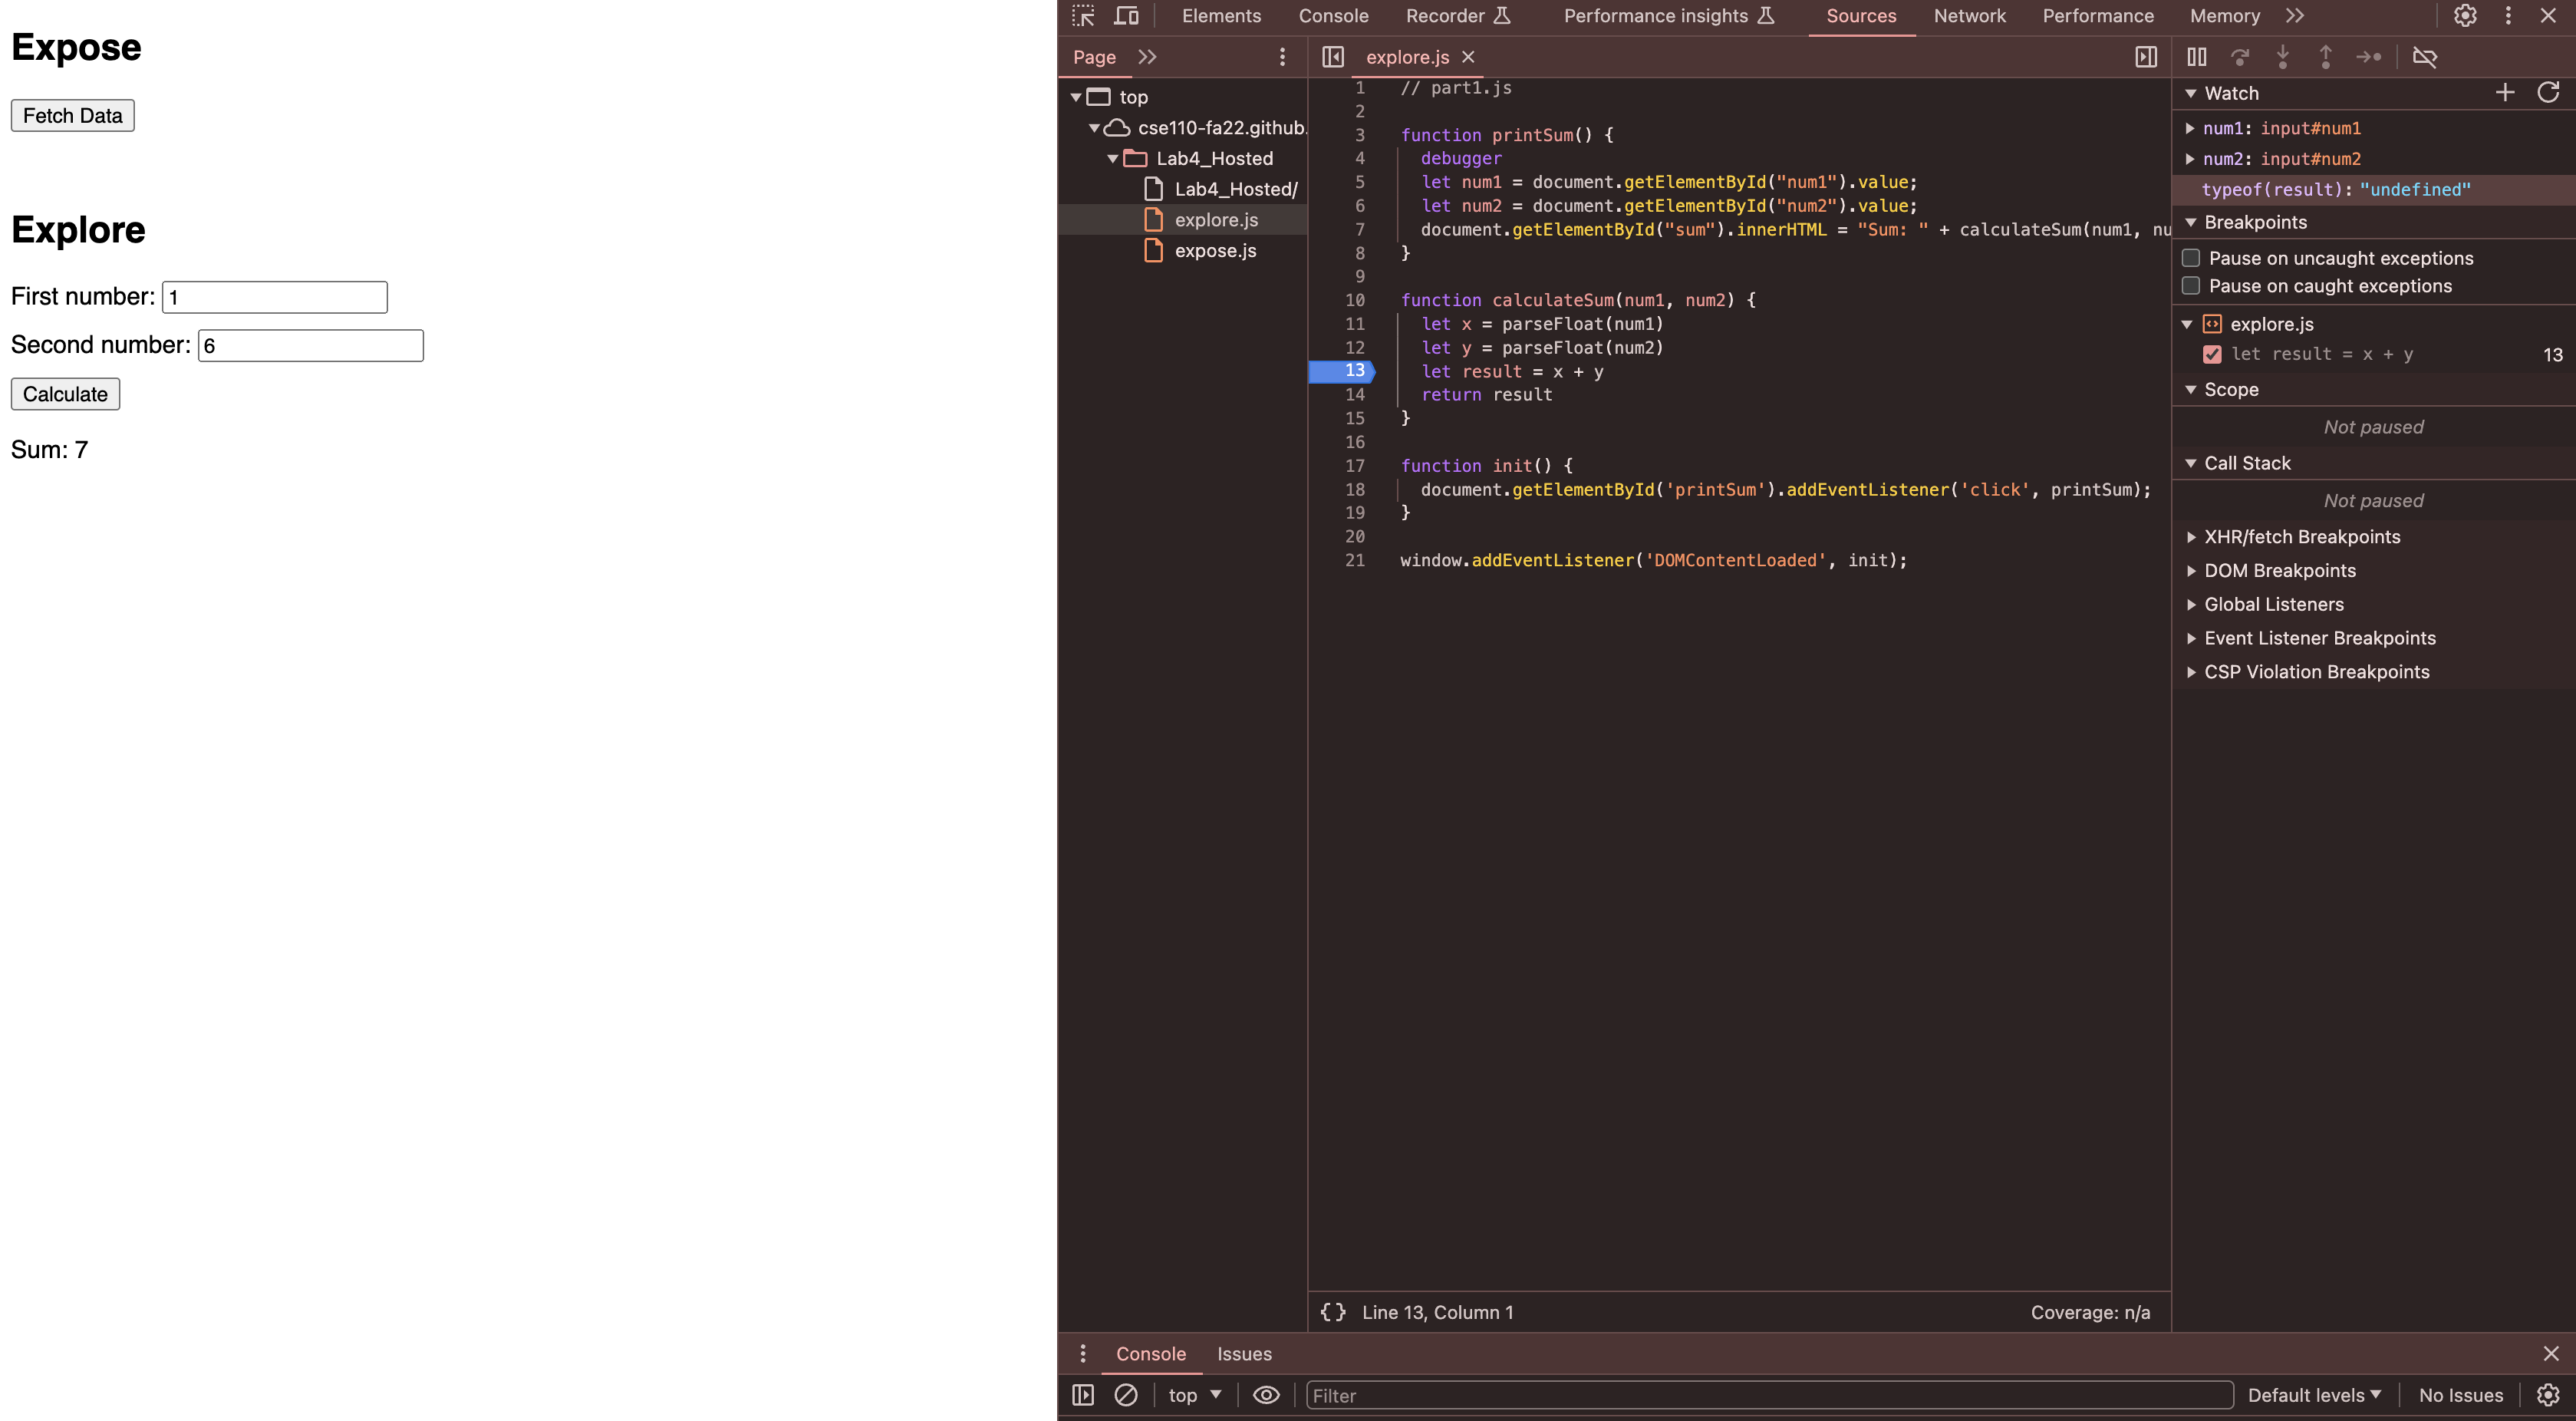 Expose
Fetch Data
Explore
First number: 1
Second number: 6
Calculate
Sum: 7
Elements Console Recorder Performance insights Sources Network Performance Memory
Page
top
cse110-fa22.github.
Lab4_Hosted
Lab4_Hosted/
explore.js
expose.js
explore.js
1 // part1.js
2
3 function printSum() {
4 debugger
5 let num1 = document.getElementById("num1").value;
6 let num2 = document.getElementById("num2").value;
7 document.getElementById("sum").innerHTML = "Sum: " + calculateSum(num1, nu
8 }
9
10 function calculateSum(num1, num2) {
11 let x = parseFloat(num1)
12 let y = parseFloat(num2)
13 let result = x + y
14 return result
15 }
16
17 function init() {
18 document.getElementById('printSum').addEventListener('click', printSum);
19 }
20
21 window.addEventListener('DOMContentLoaded', init);
{} Line 13, Column 1 Coverage: n/a
Watch
num1: input#num1
num2: input#num2
typeof(result): "undefined"
Breakpoints
Pause on uncaught exceptions
Pause on caught exceptions
explore.js
let result = x + y 13
Scope
Not paused
Call Stack
Not paused
XHR/fetch Breakpoints
DOM Breakpoints
Global Listeners
Event Listener Breakpoints
CSP Violation Breakpoints
Console Issues
top Filter Default levels No Issues